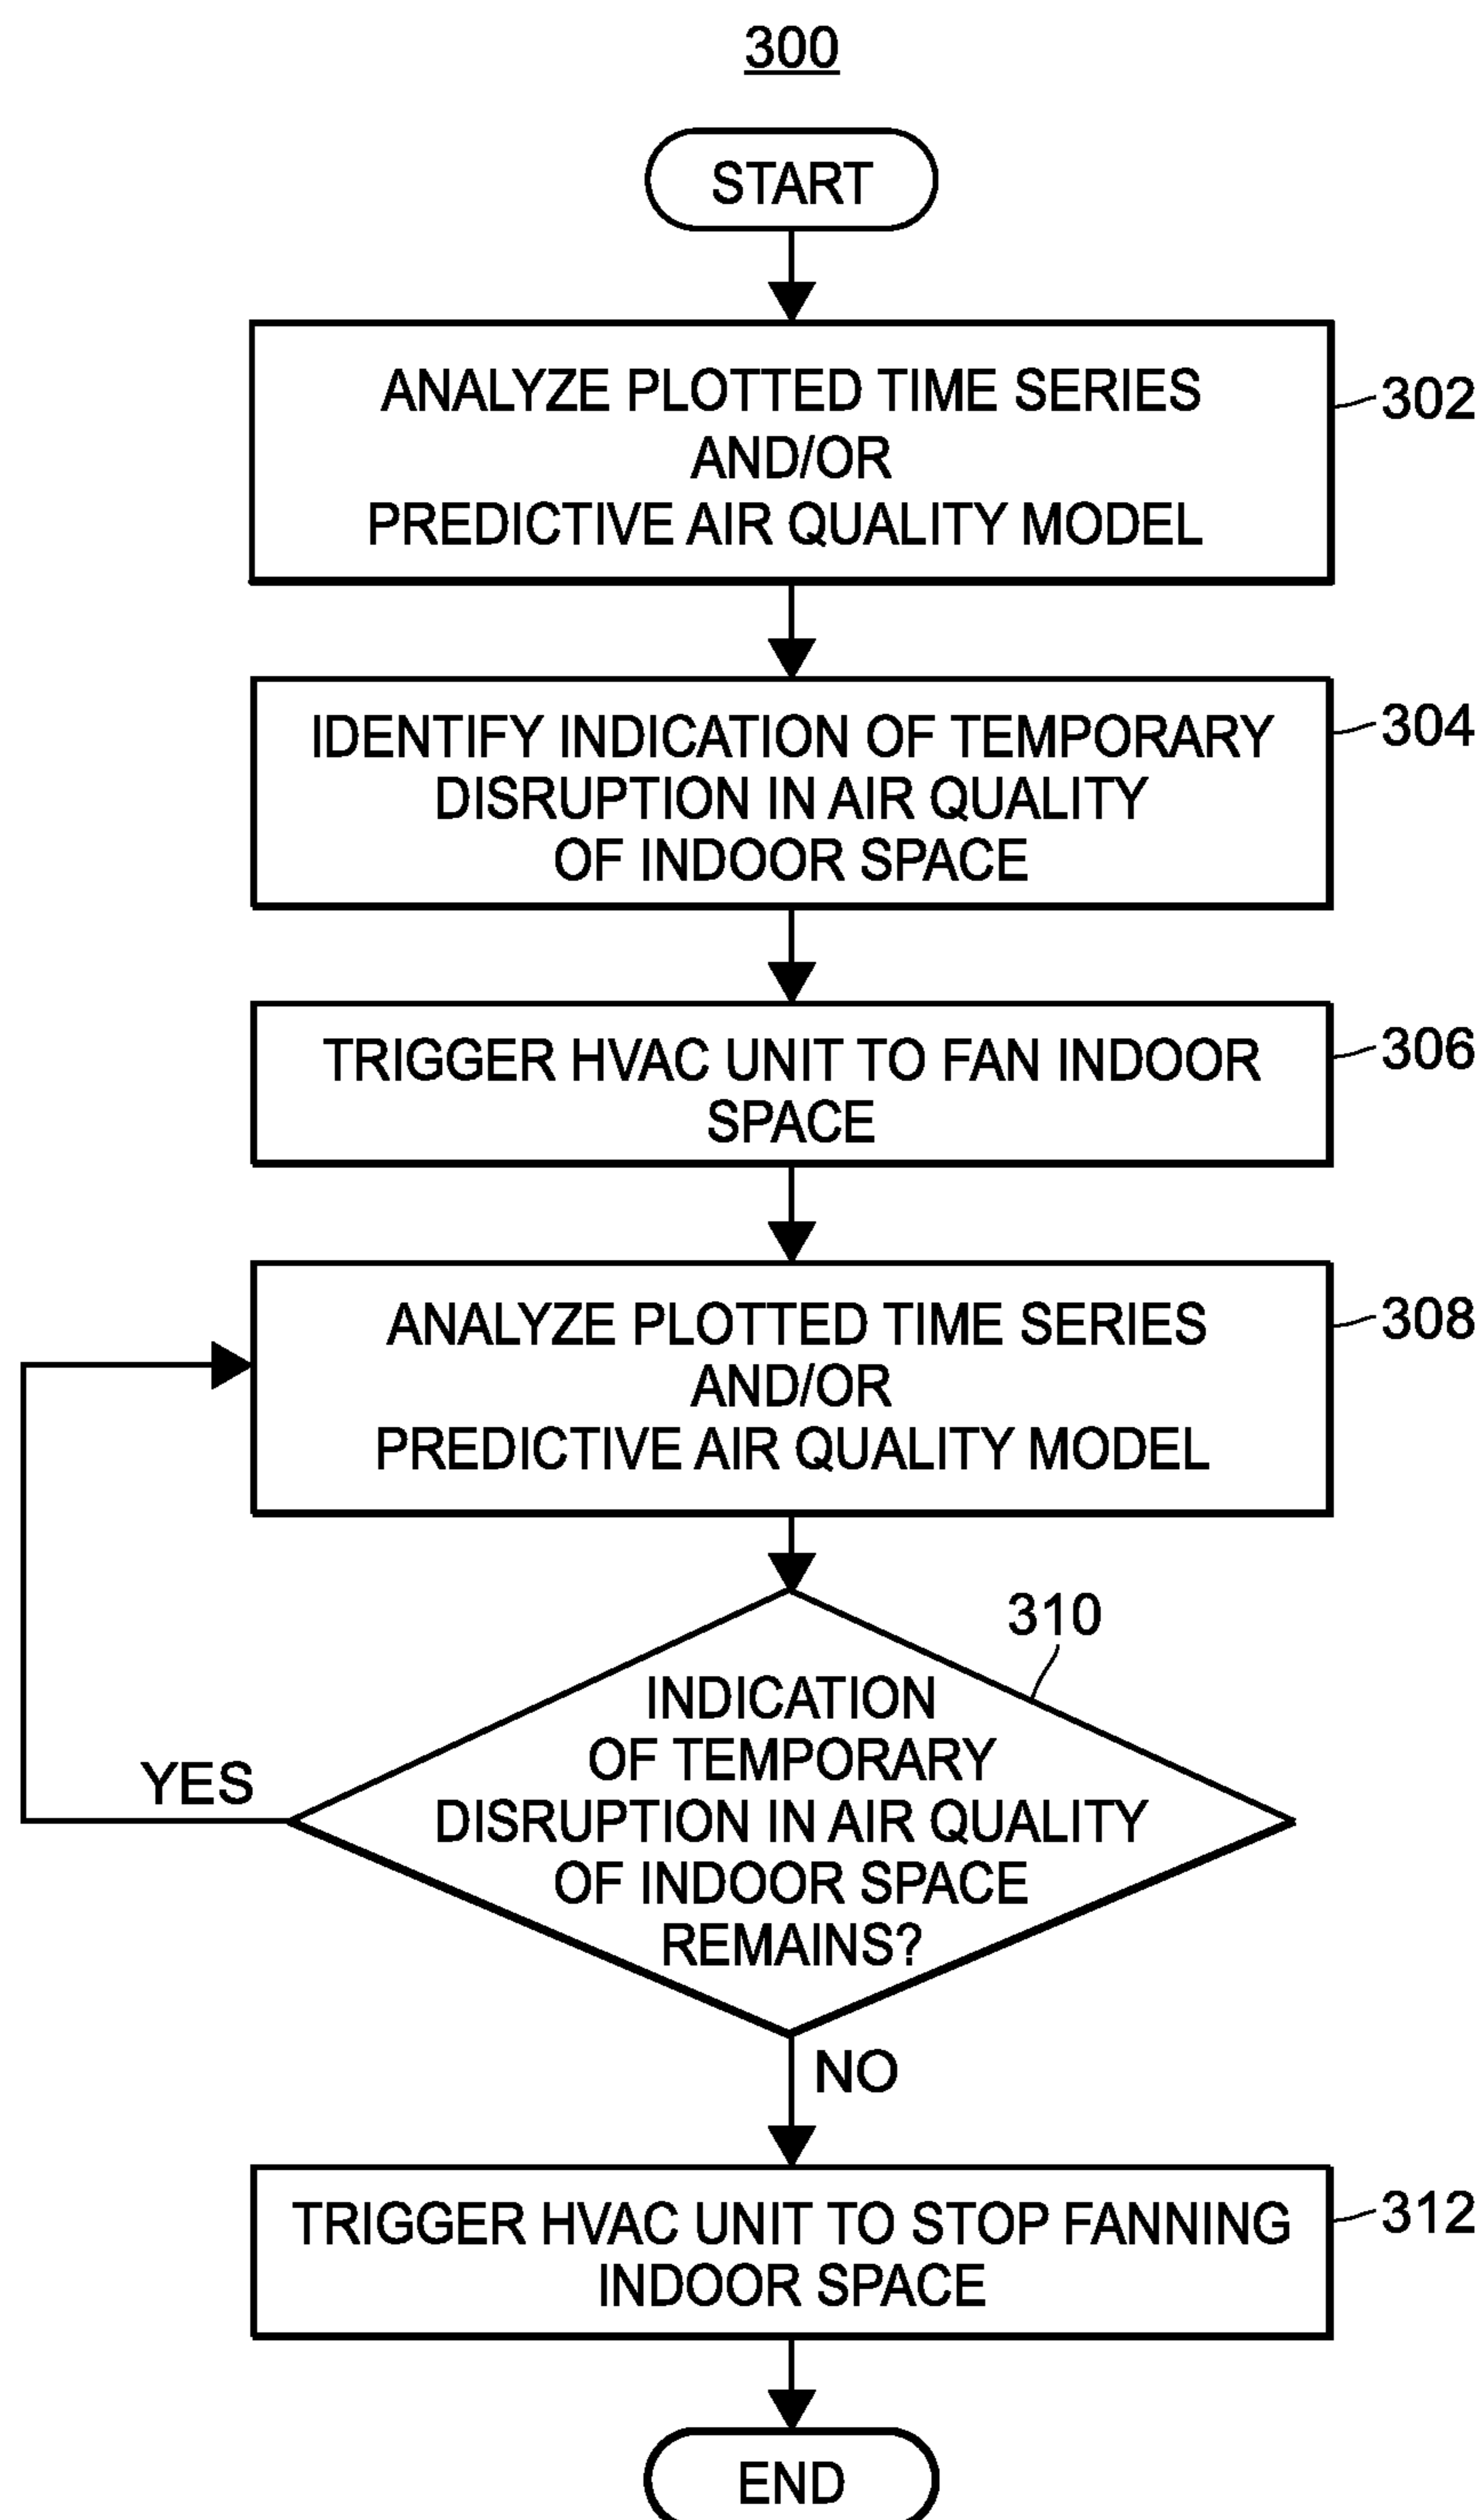 300
START
ANALYZE PLOTTED TIME SERIES
AND/OR
PREDICTIVE AIR QUALITY MODEL
302
IDENTIFY INDICATION OF TEMPORARY
DISRUPTION IN AIR QUALITY
OF INDOOR SPACE
304
TRIGGER HVAC UNIT TO FAN INDOOR
SPACE
306
ANALYZE PLOTTED TIME SERIES
AND/OR
PREDICTIVE AIR QUALITY MODEL
308
310
INDICATION
OF TEMPORARY
DISRUPTION IN AIR QUALITY
OF INDOOR SPACE
REMAINS?
YES
NO
TRIGGER HVAC UNIT TO STOP FANNING
INDOOR SPACE
312
END